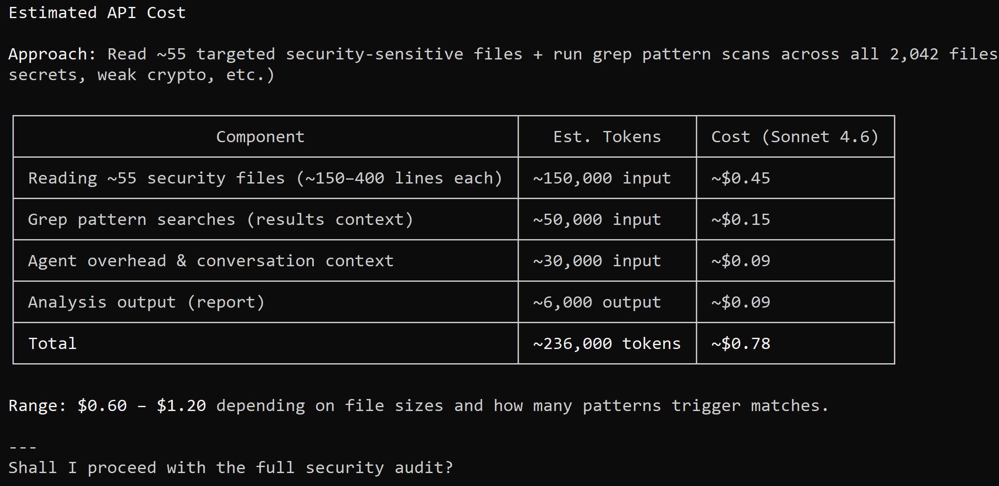 Estimated API Cost
Approach: Read ~55 targeted security-sensitive files + run grep pattern scans across all 2,042 files
secrets, weak crypto, etc.)
Component Est. Tokens Cost (Sonnet 4.6)
Reading ~55 security files (~150–400 lines each) ~150,000 input ~$0.45
Grep pattern searches (results context) ~50,000 input ~$0.15
Agent overhead & conversation context ~30,000 input ~$0.09
Analysis output (report) ~6,000 output ~$0.09
Total ~236,000 tokens ~$0.78
Range: $0.60 – $1.20 depending on file sizes and how many patterns trigger matches.
---
Shall I proceed with the full security audit?